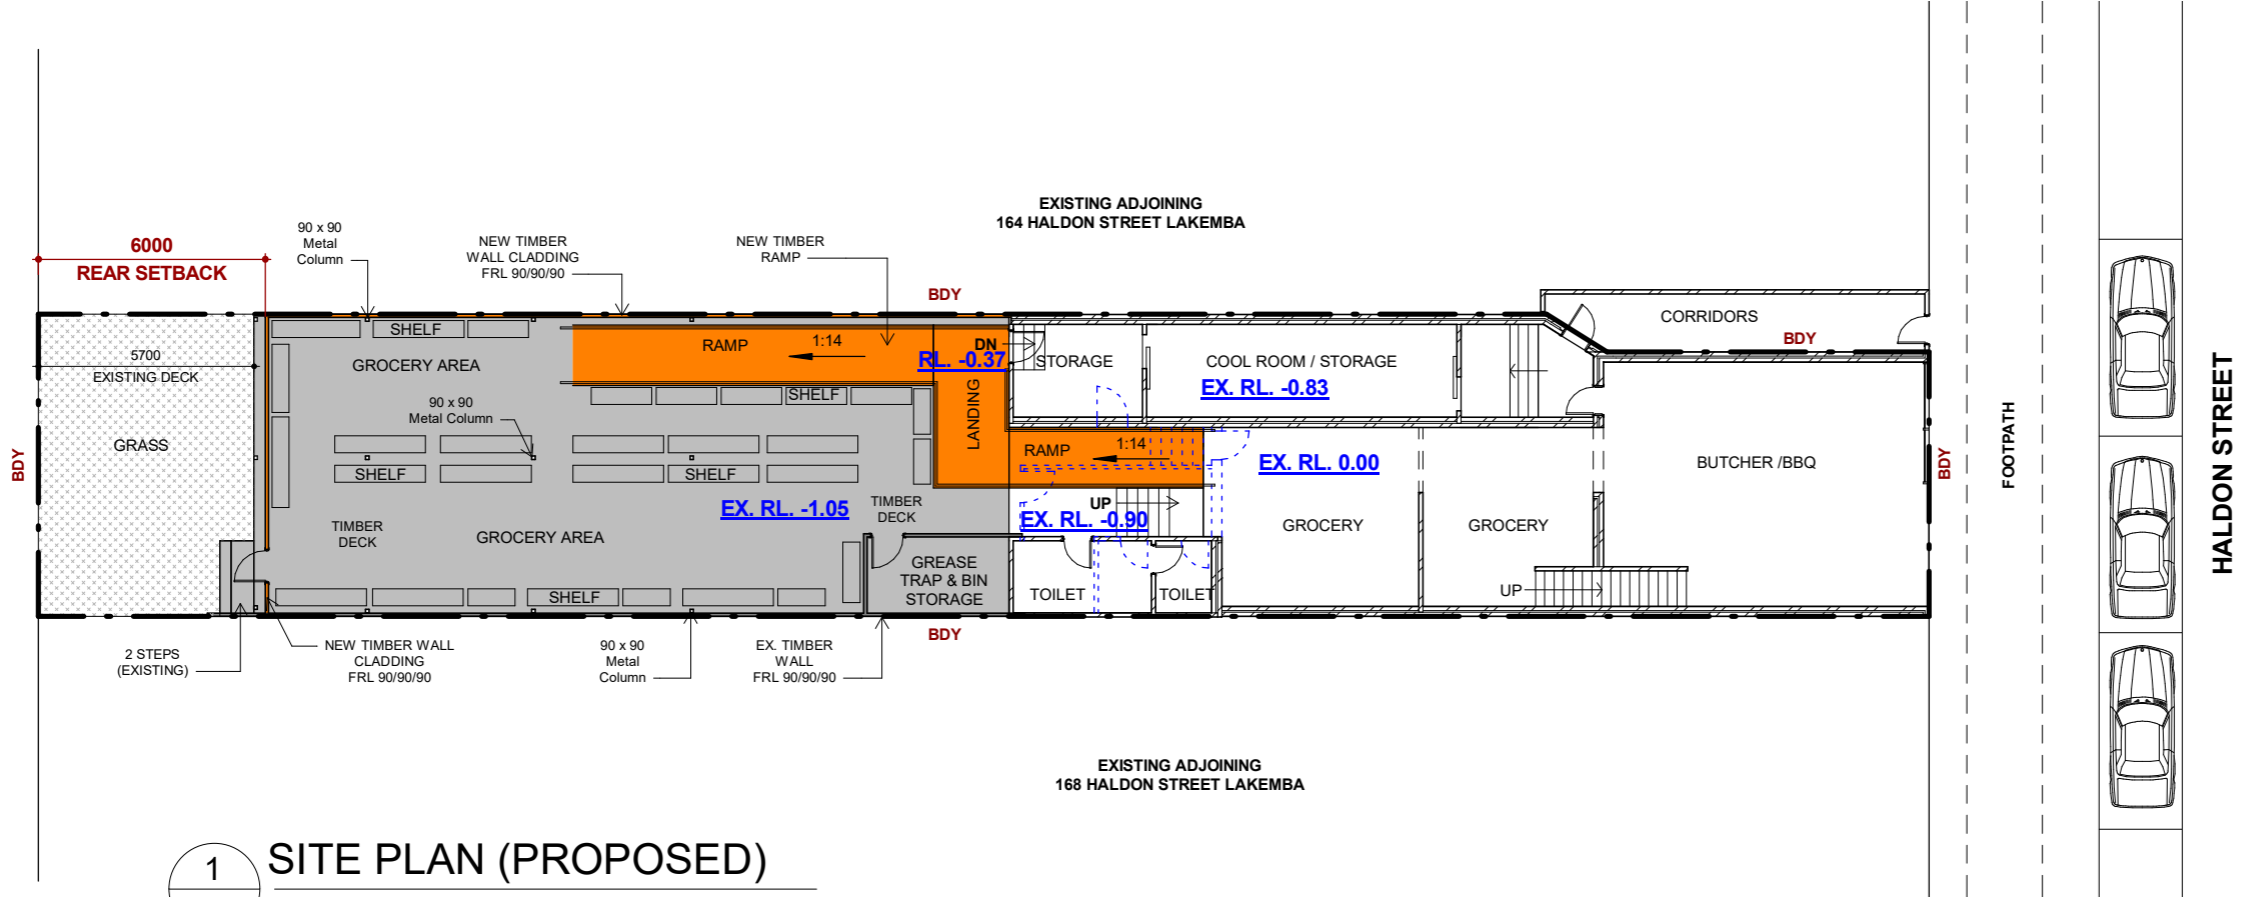 EXISTING ADJOINING
164 HALDON STREET LAKEMBA
90 x 90
Metal
Column
NEW TIMBER
WALL CLADDING
FRL 90/90/90
NEW TIMBER
RAMP
6000
REAR SETBACK
BDY
SHELF
CORRIDORS
BDY
RAMP
1:14
DN
RL. -0.37
STORAGE
COOL ROOM / STORAGE
EX. RL. -0.83
5700
EXISTING DECK
GROCERY AREA
90 x 90
Metal Column
SHELF
LANDING
GRASS
BDY
SHELF
SHELF
RAMP
1:14
EX. RL. 0.00
BUTCHER /BBQ
BDY
FOOTPATH
HALDON STREET
EX. RL. -1.05
TIMBER
DECK
UP
EX. RL. -0.90
GROCERY
GROCERY
TIMBER
DECK
GROCERY AREA
GREASE
TRAP & BIN
STORAGE
TOILET
TOILET
UP
SHELF
BDY
2 STEPS
(EXISTING)
NEW TIMBER WALL
CLADDING
FRL 90/90/90
90 x 90
Metal
Column
EX. TIMBER
WALL
FRL 90/90/90
EXISTING ADJOINING
168 HALDON STREET LAKEMBA
1
SITE PLAN (PROPOSED)